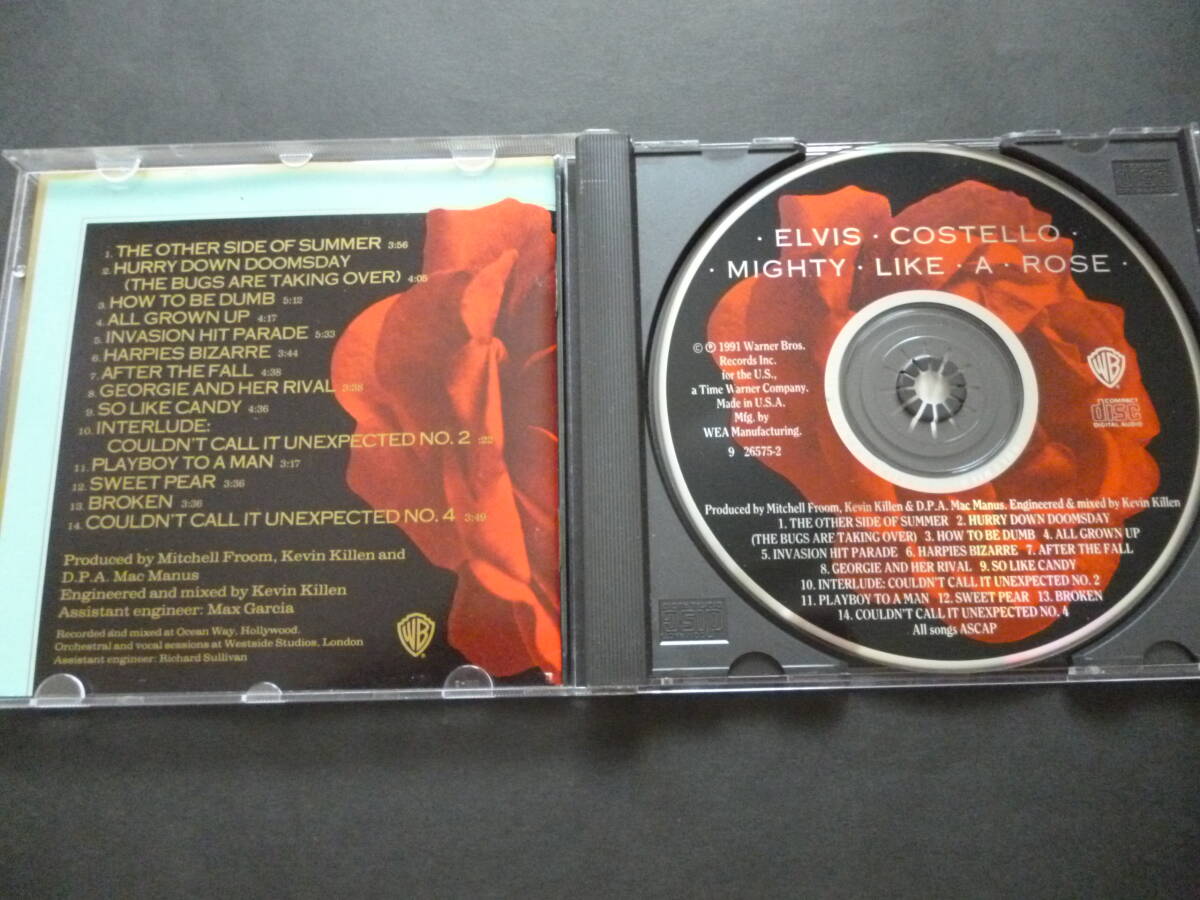 1. THE OTHER SIDE OF SUMMER 3:56
2. HURRY DOWN DOOMSDAY
(THE BUGS ARE TAKING OVER) 4:05
3. HOW TO BE DUMB 5:12
4. ALL GROWN UP 4:17
5. INVASION HIT PARADE 5:33
6. HARPIES BIZARRE 3:44
7. AFTER THE FALL 4:38
8. GEORGIE AND HER RIVAL 3:38
9. SO LIKE CANDY 4:36
10. INTERLUDE:
COULDN'T CALL IT UNEXPECTED NO. 2 :22
11. PLAYBOY TO A MAN 3:17
12. SWEET PEAR 3:36
13. BROKEN 3:36
14. COULDN'T CALL IT UNEXPECTED NO. 4 3:49
Produced by Mitchell Froom, Kevin Killen and
D.P.A. Mac Manus
Engineered and mixed by Kevin Killen
Assistant engineer: Max Garcia
Recorded and mixed at Ocean Way, Hollywood.
Orchestral and vocal sessions at Westside Studios, London
Assistant engineer: Richard Sullivan
WB
· ELVIS · COSTELLO ·
· MIGHTY · LIKE · A · ROSE ·
© ℗ 1991 Warner Bros.
Records Inc.
for the U.S.,
a Time Warner Company.
Made in U.S.A.
Mfg. by
WEA Manufacturing.
9 26575-2
WB
COMPACT
disc
DIGITAL AUDIO
Produced by Mitchell Froom, Kevin Killen & D.P.A. Mac Manus. Engineered & mixed by Kevin Killen
1. THE OTHER SIDE OF SUMMER 2. HURRY DOWN DOOMSDAY
(THE BUGS ARE TAKING OVER) 3. HOW TO BE DUMB 4. ALL GROWN UP
5. INVASION HIT PARADE 6. HARPIES BIZARRE 7. AFTER THE FALL
8. GEORGIE AND HER RIVAL 9. SO LIKE CANDY
10. INTERLUDE: COULDN'T CALL IT UNEXPECTED NO. 2
11. PLAYBOY TO A MAN 12. SWEET PEAR 13. BROKEN
14. COULDN'T CALL IT UNEXPECTED NO. 4
All songs ASCAP